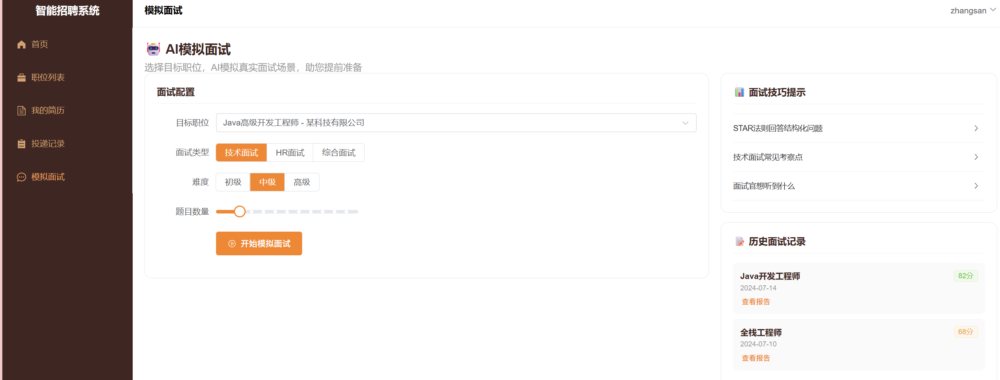 智能招聘系统
首页
职位列表
我的简历
投递记录
模拟面试
模拟面试
zhangsan
AI模拟面试
选择目标职位，AI模拟真实面试场景，助您提前准备
面试配置
目标职位 Java高级开发工程师 - 某科技有限公司
面试类型 技术面试 HR面试 综合面试
难度 初级 中级 高级
题目数量
开始模拟面试
面试技巧提示
STAR法则回答结构化问题
技术面试常见考察点
面试官想听到什么
历史面试记录
Java开发工程师 82分
2024-07-14
查看报告
全栈工程师 68分
2024-07-10
查看报告